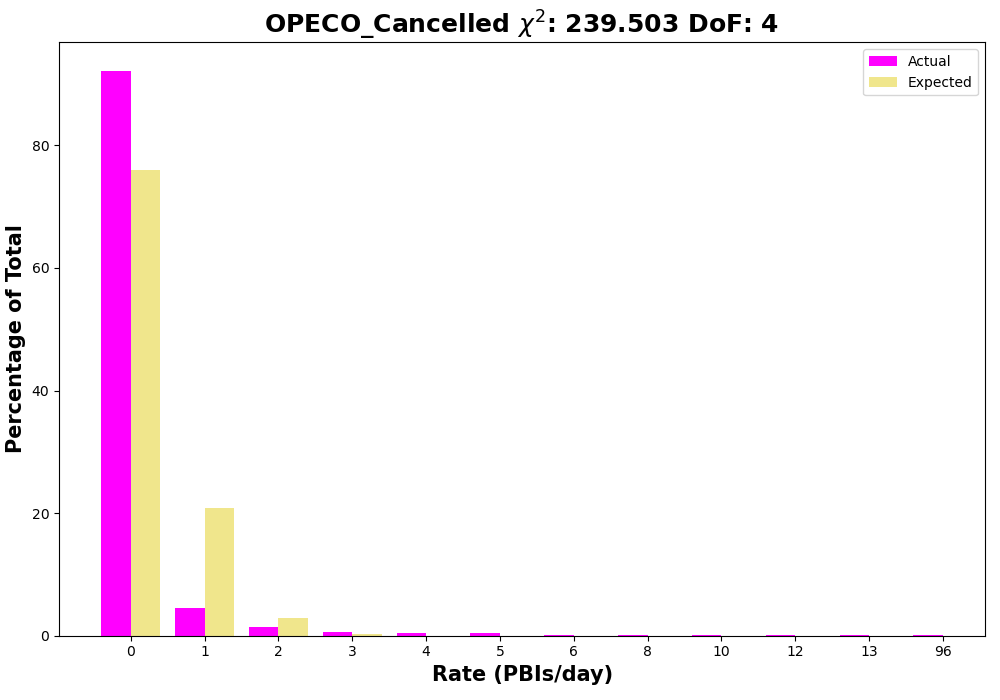 OPECO_Cancelled χ²: 239.503 DoF: 4
Actual
Expected
Percentage of Total
80
60
40
20
0
0 1 2 3 4 5 6 8 10 12 13 96
Rate (PBIs/day)